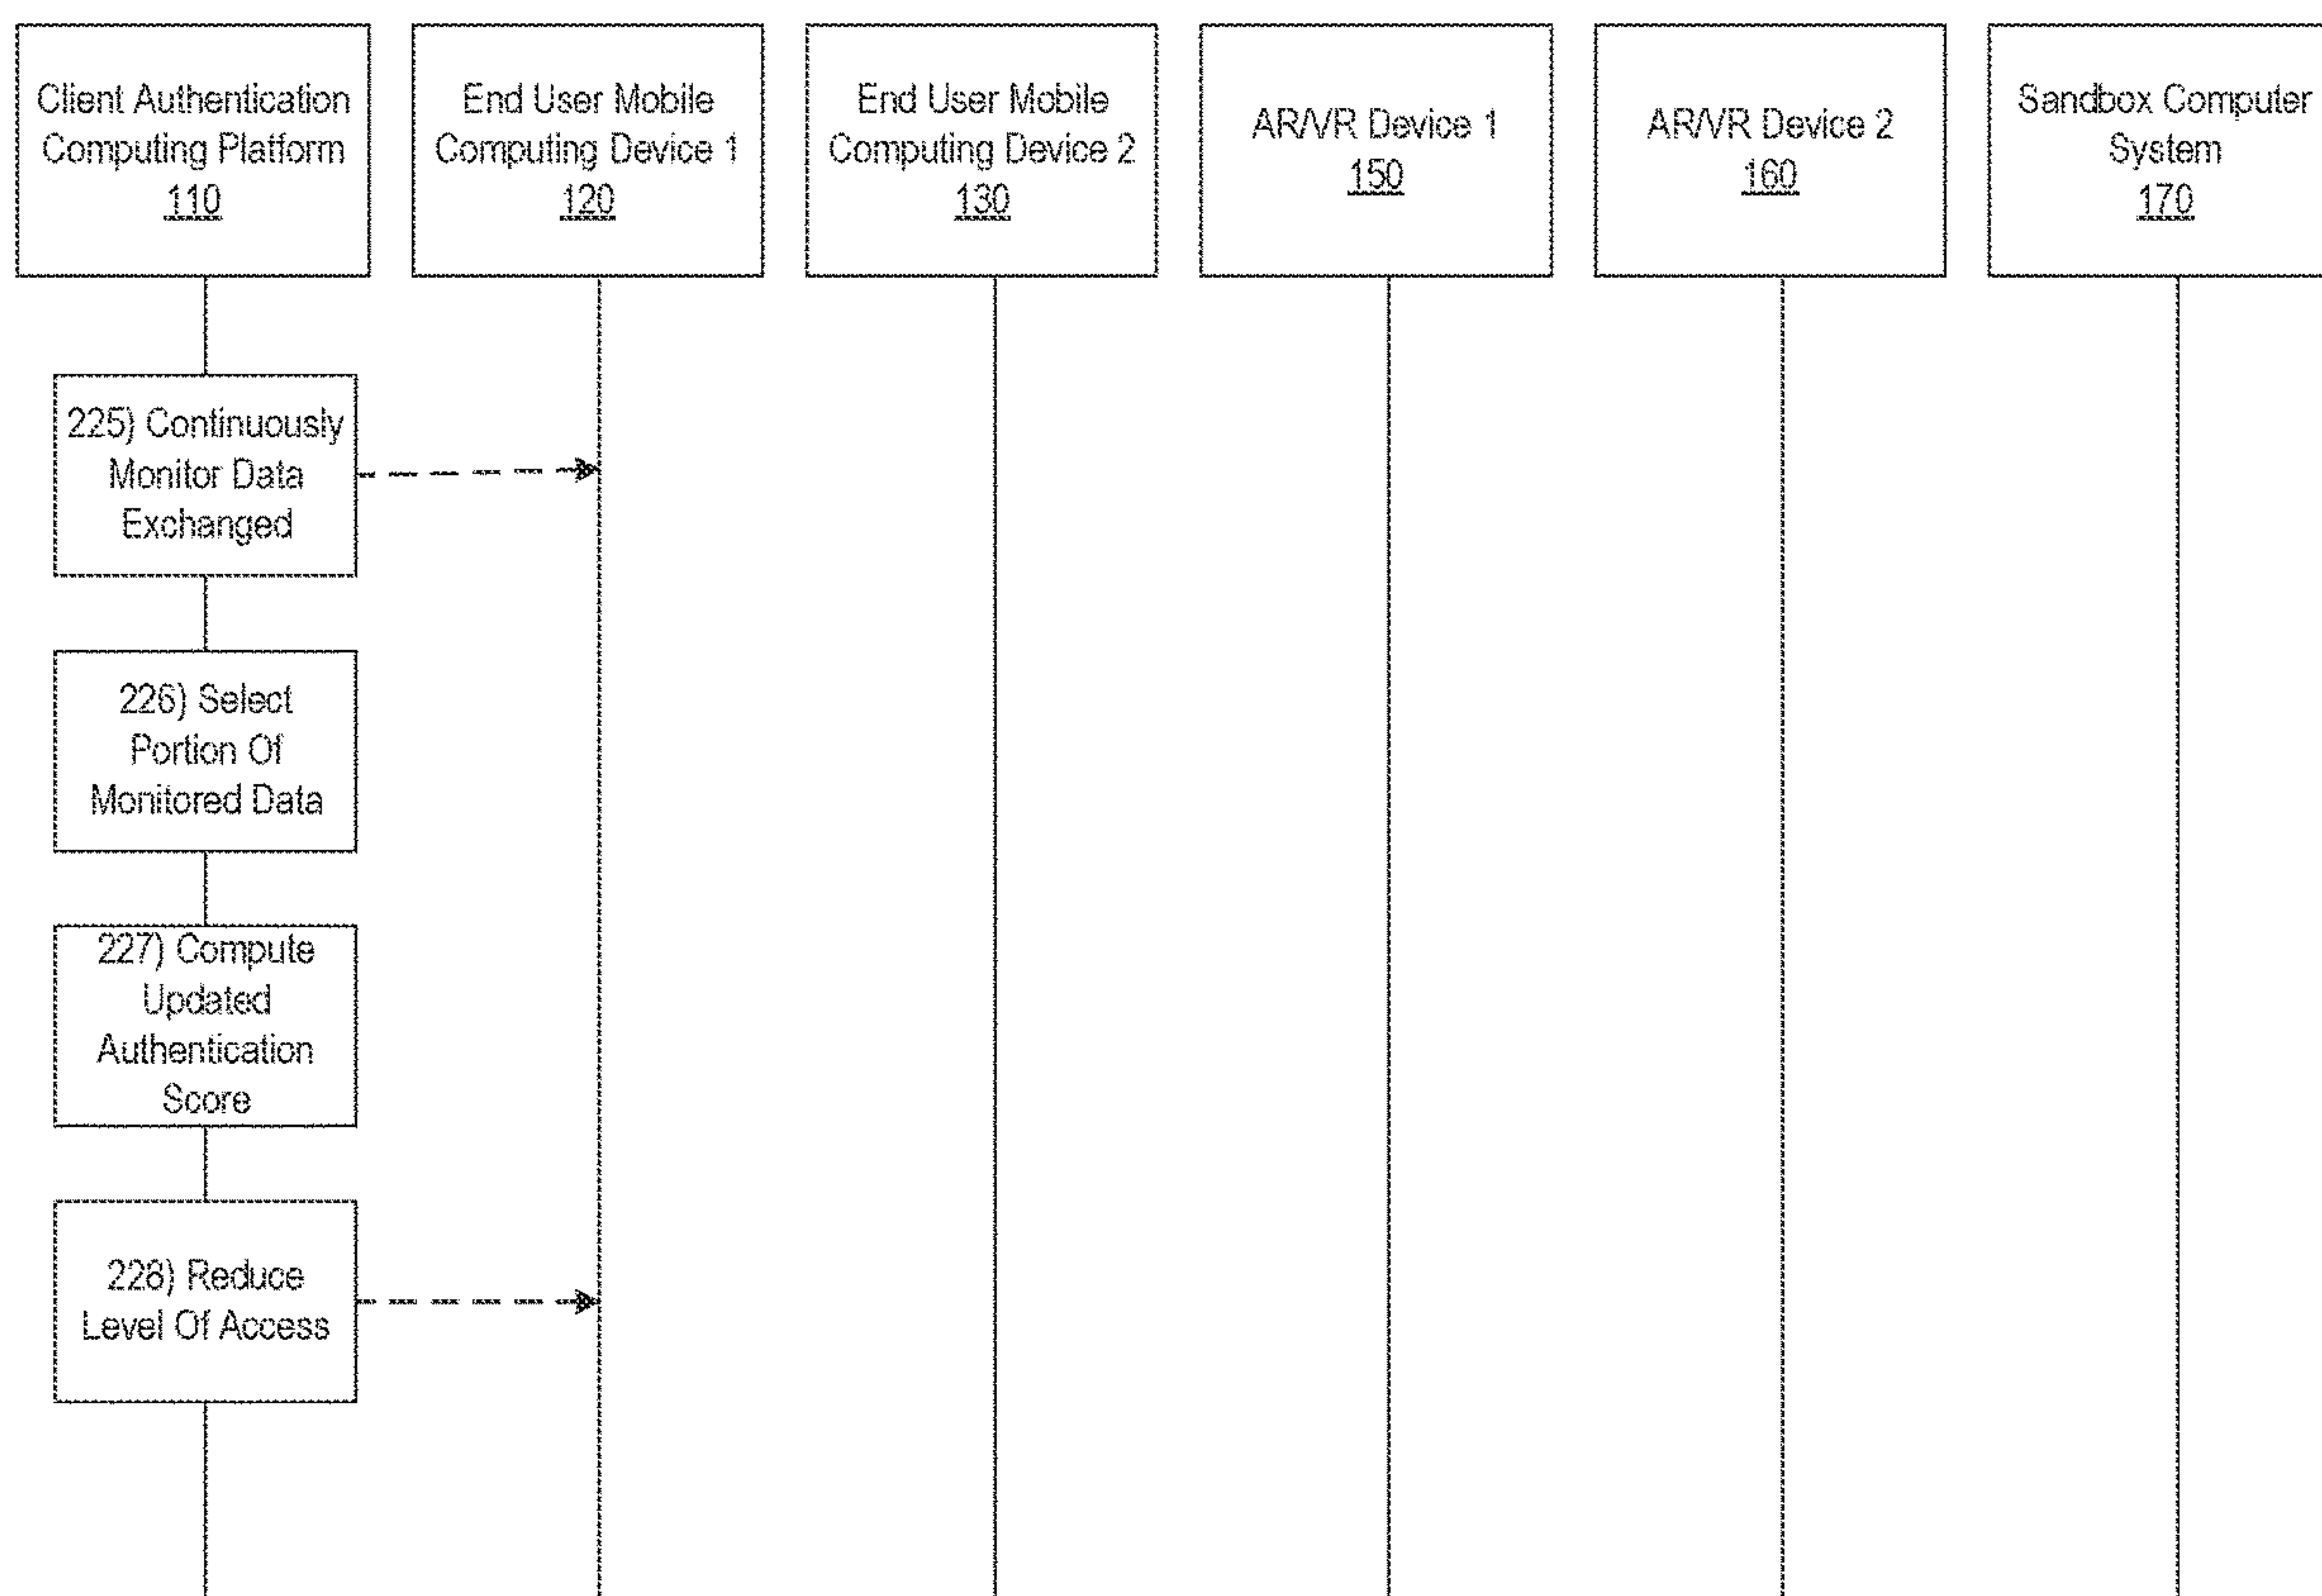 Client Authentication
Computing Platform
110
End User Mobile
Computing Device 1
120
End User Mobile
Computing Device 2
130
AR/VR Device 1
150
AR/VR Device 2
160
Sandbox Computer
System
170
225) Continuously
Monitor Data
Exchanged
226) Select
Portion Of
Monitored Data
227) Compute
Updated
Authentication
Score
228) Reduce
Level Of Access